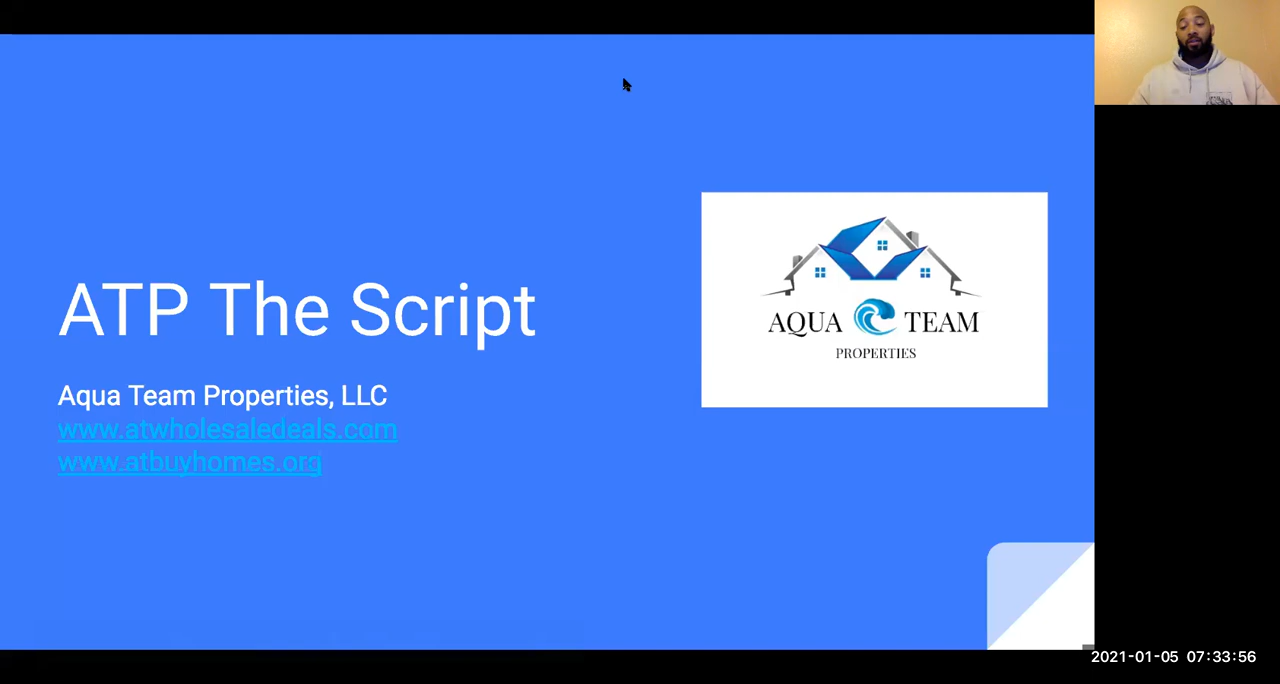 ATP The Script
Aqua Team Properties, LLC
www.atwholesaledeals.com
www.atbuyhomes.org
AQUA TEAM
PROPERTIES
2021-01-05 07:33:56